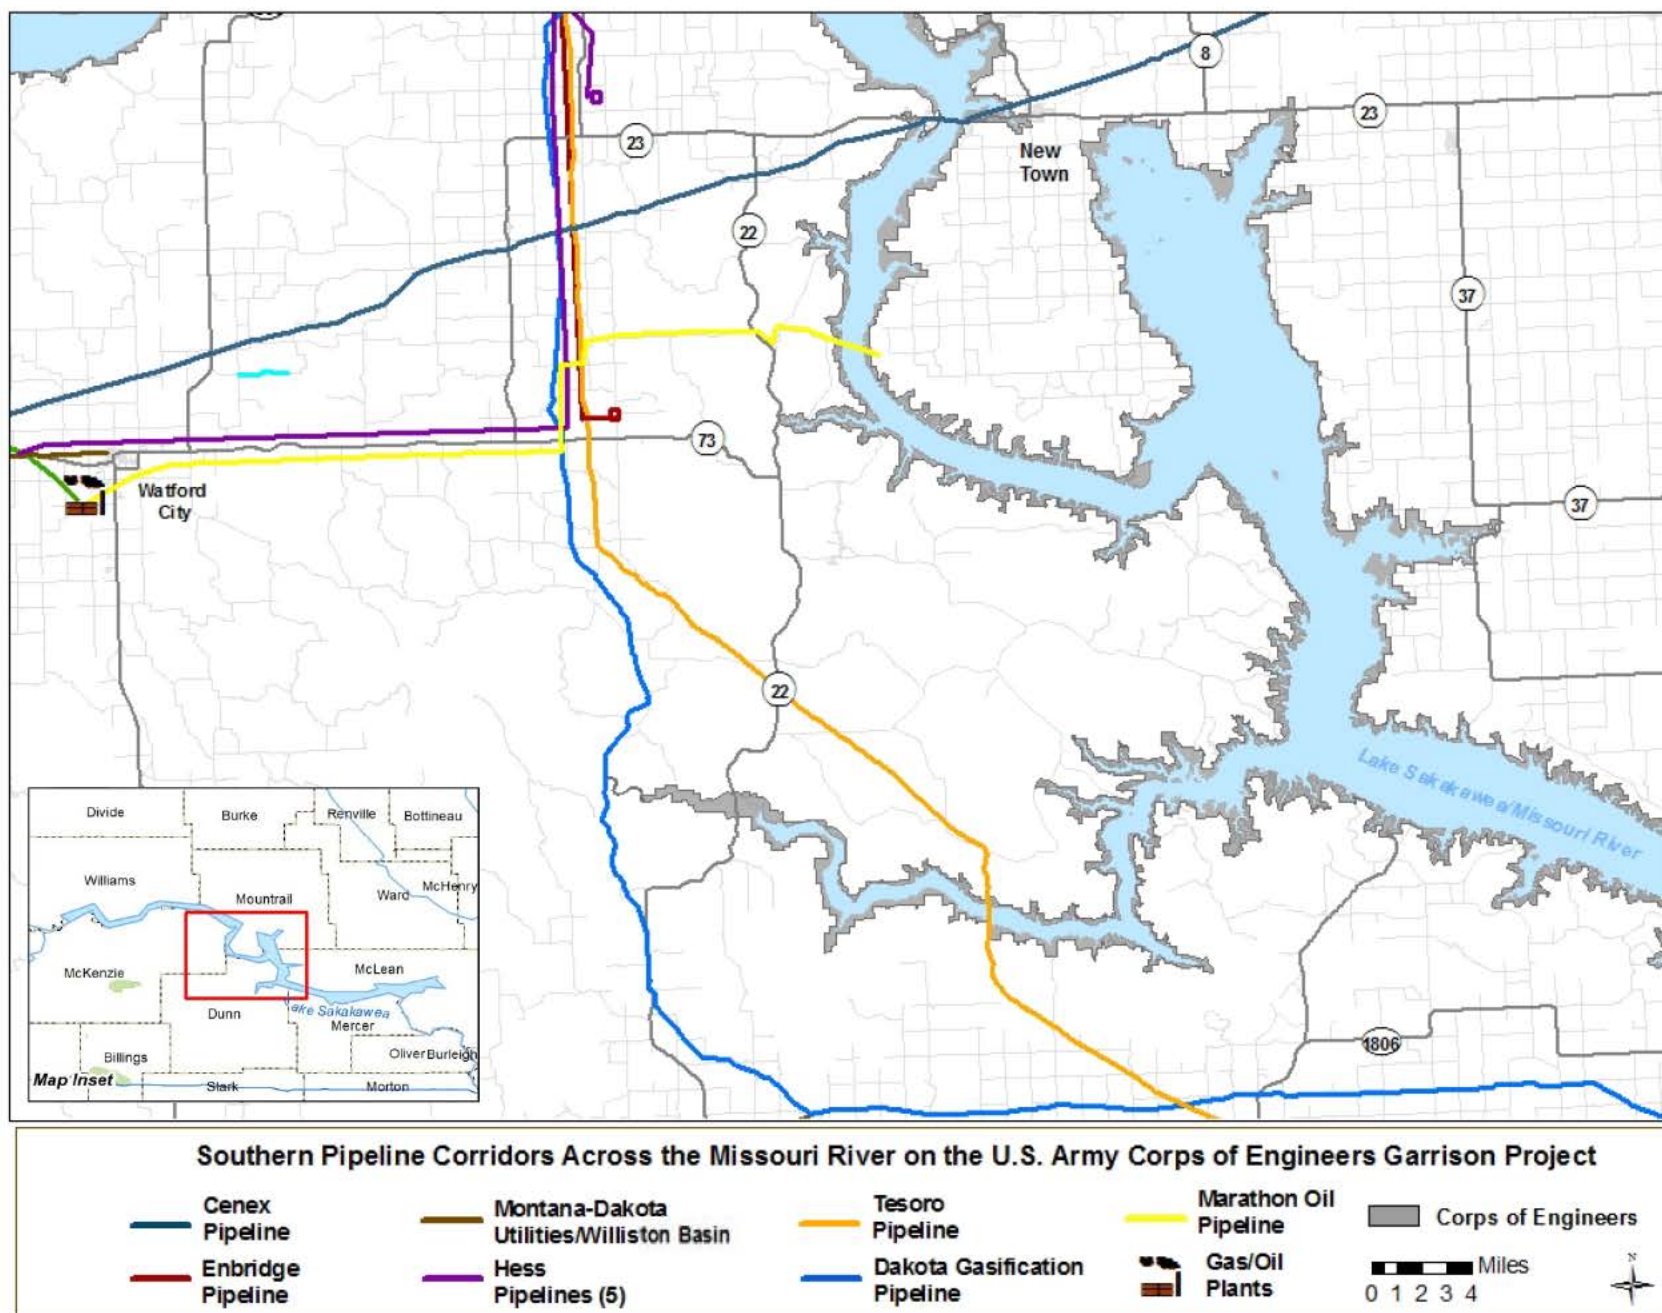 8
23
23
New
Town
22
37
73
Watford
City
37
22
Lake Sakakawea/Missouri River
Divide
Burke
Renville
Bottineau
Williams
Mountrail
Ward
McHenry
McKenzie
McLean
Dunn
ake Sakakawea
Mercer
Billings
Oliver
Burleigh
Map Inset
Stark
Morton
1806
Southern Pipeline Corridors Across the Missouri River on the U.S. Army Corps of Engineers Garrison Project
Cenex
Pipeline
Montana-Dakota
Utilities/Williston Basin
Tesoro
Pipeline
Marathon Oil
Pipeline
Corps of Engineers
Enbridge
Pipeline
Hess
Pipelines (5)
Dakota Gasification
Pipeline
Gas/Oil
Plants
Miles
0 1 2 3 4
N